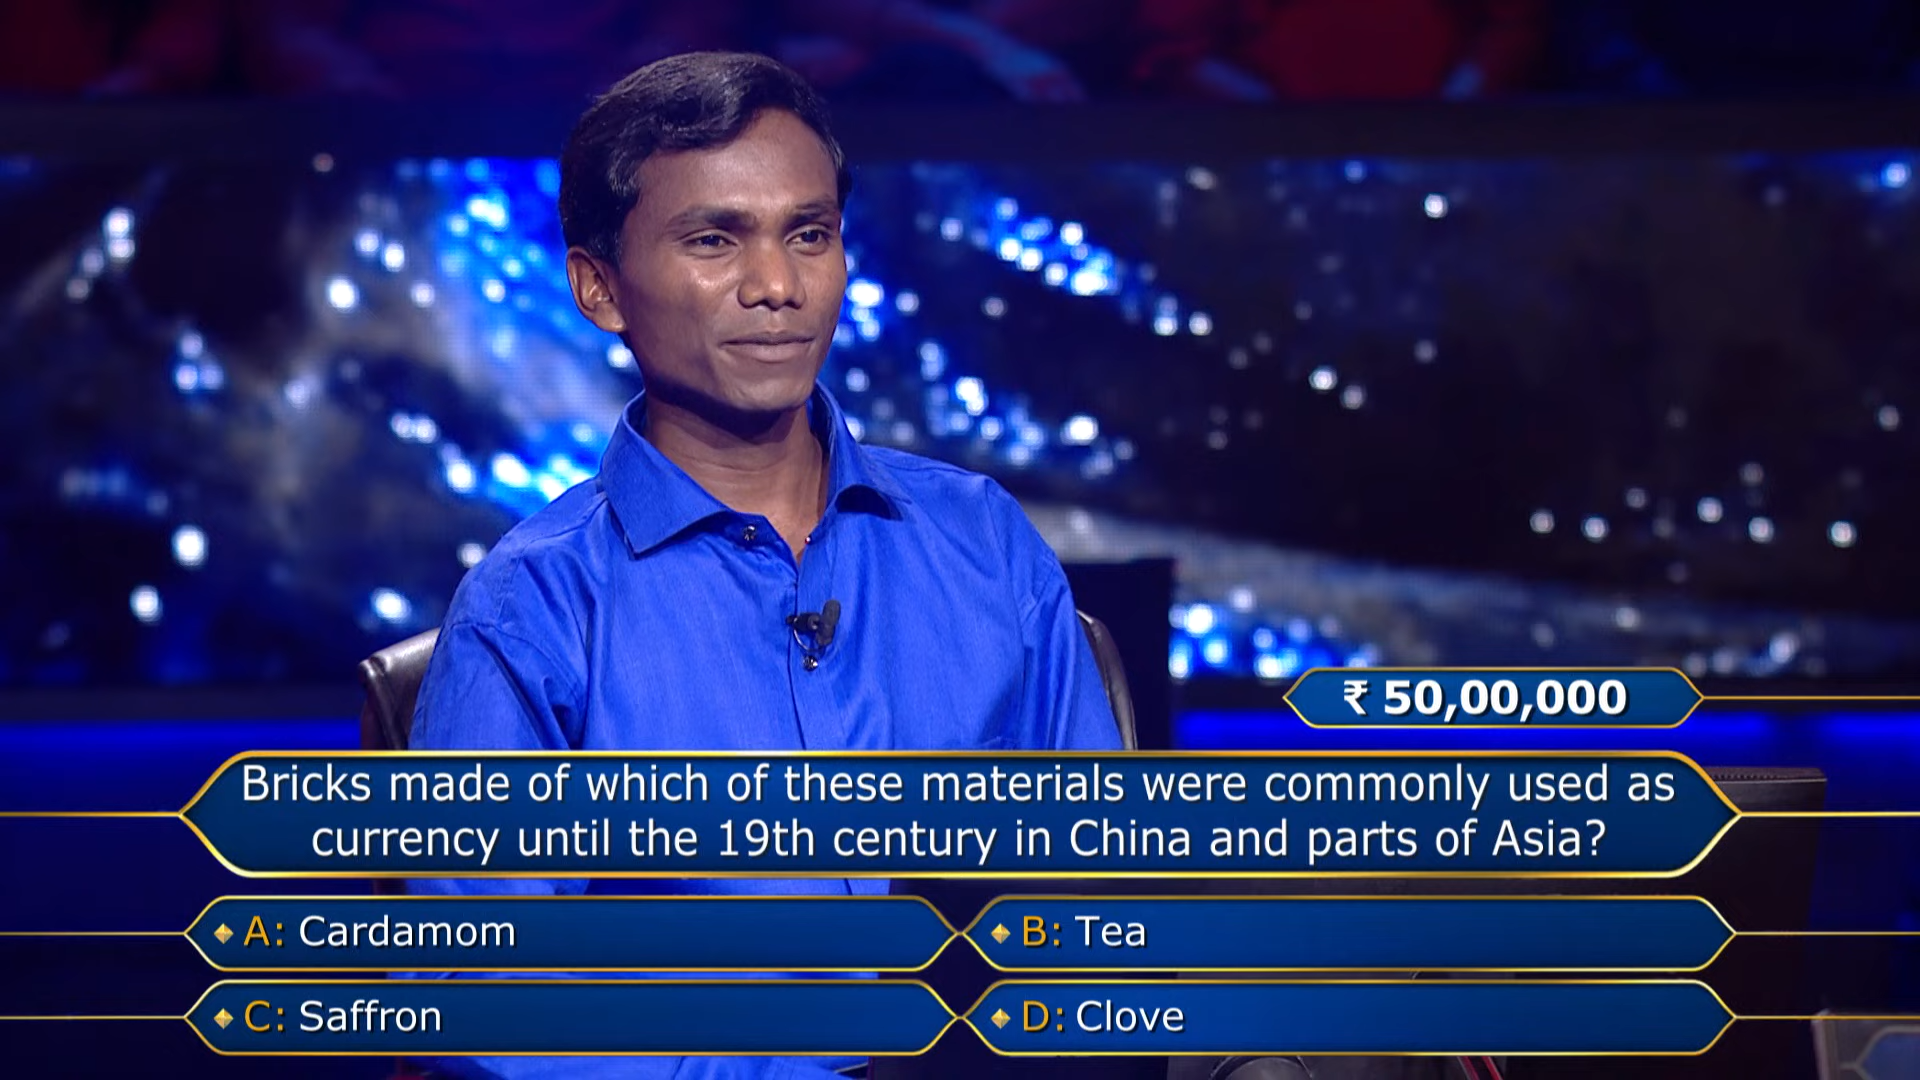 ₹ 50,00,000
Bricks made of which of these materials were commonly used as
currency until the 19th century in China and parts of Asia?
A: Cardamom
B: Tea
C: Saffron
D: Clove